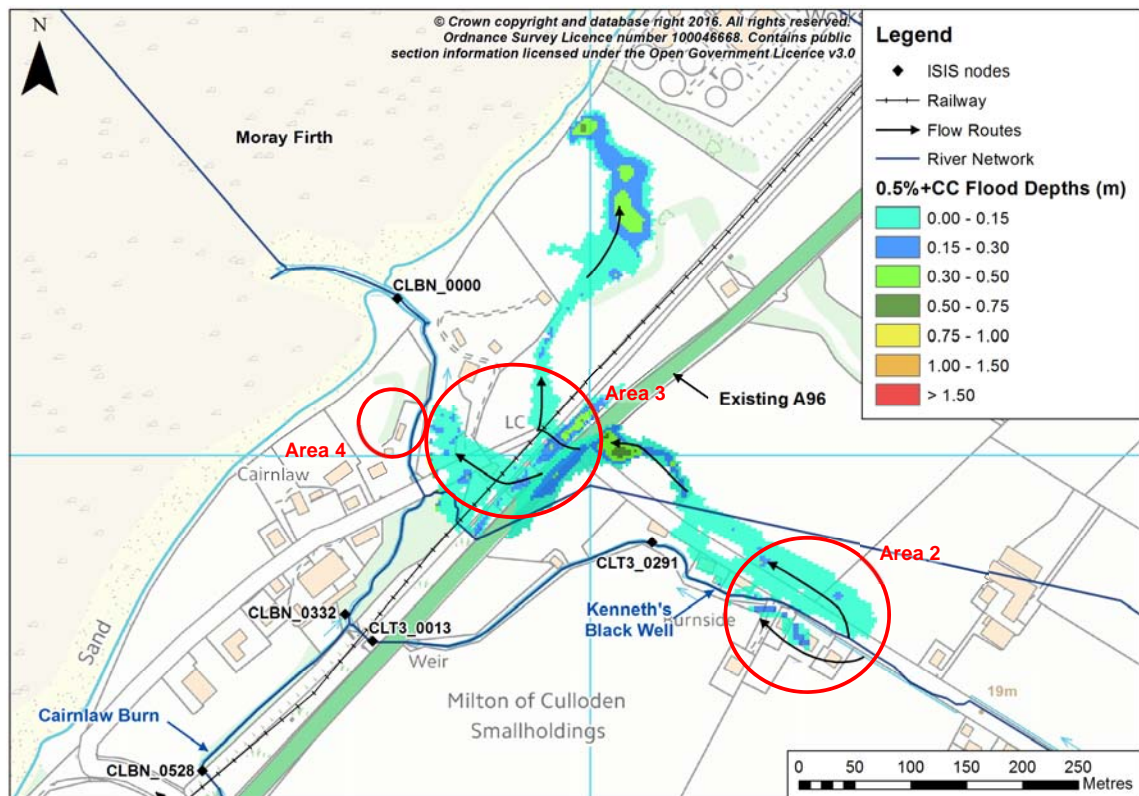 N
© Crown copyright and database right 2016. All rights reserved.
Ordnance Survey Licence number 100046668. Contains public
section information licensed under the Open Government Licence v3.0
Works
Legend
ISIS nodes
Railway
Flow Routes
River Network
0.5%+CC Flood Depths (m)
0.00 - 0.15
0.15 - 0.30
0.30 - 0.50
0.50 - 0.75
0.75 - 1.00
1.00 - 1.50
> 1.50
Moray Firth
CLBN_0000
Area 3
Existing A96
LC
Area 4
Cairnlaw
CLT3_0291
Area 2
Kenneth's
Black Well
Burnside
CLBN_0332
CLT3_0013
Weir
Sand
19m
Milton of Culloden
Smallholdings
Cairnlaw Burn
CLBN_0528
0 50 100 150 200 250
Metres